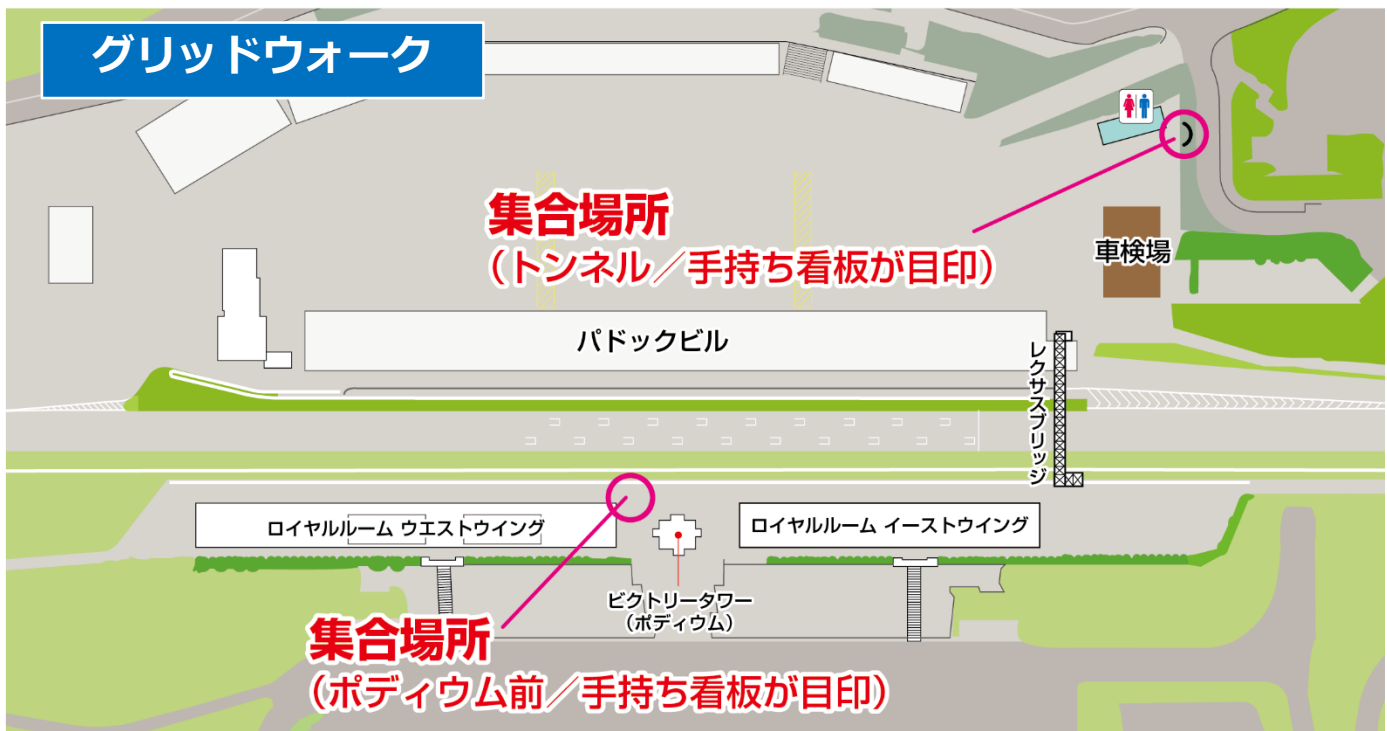 グリッドウォーク
集合場所
（トンネル／手持ち看板が目印）
車検場
パドックビル
レクサスブリッジ
ロイヤルルーム ウエストウイング
ロイヤルルーム イーストウイング
ビクトリータワー
（ポディウム）
集合場所
（ポディウム前／手持ち看板が目印）